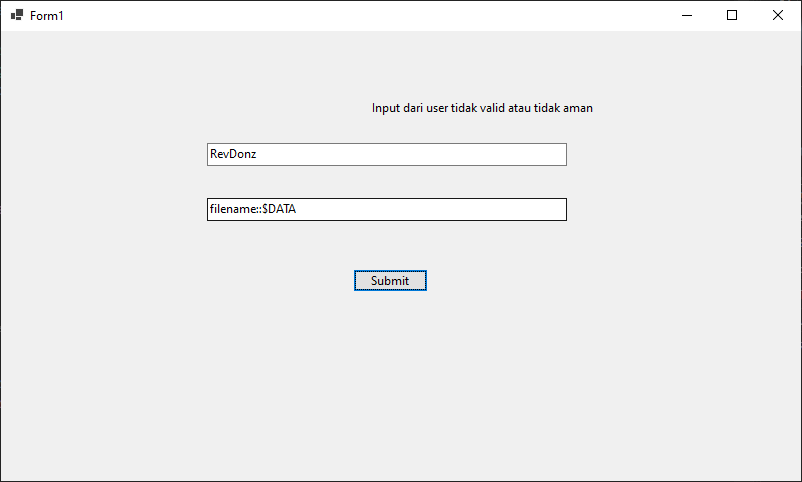 Form1
Input dari user tidak valid atau tidak aman
RevDonz
filename::$DATA
Submit